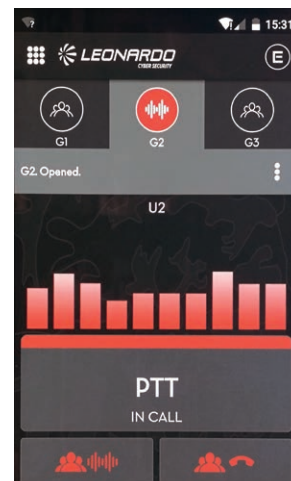 15:31
LEONARDO
CYBER SECURITY
E
G1
G2
G3
G2. Opened.
U2
PTT
IN CALL